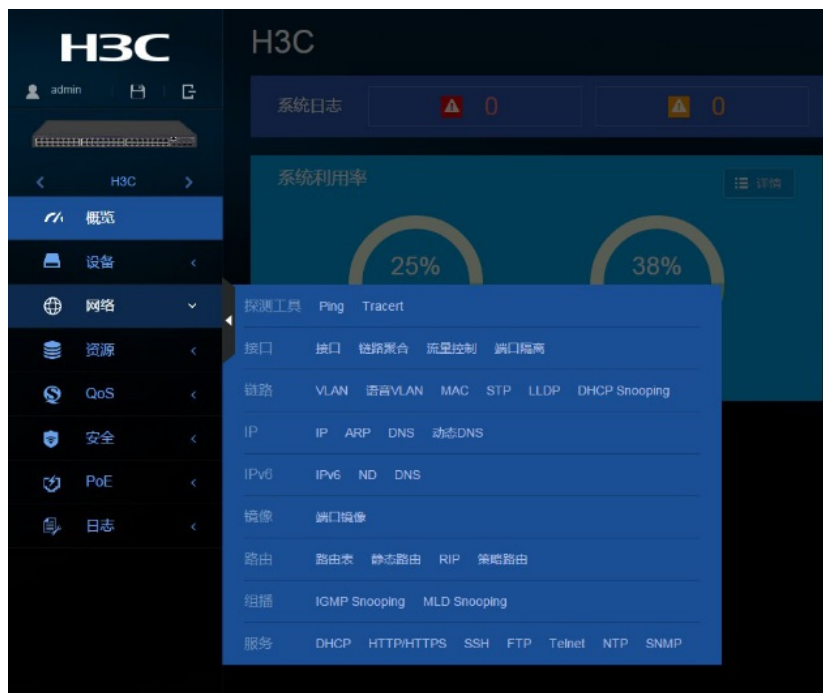 H3C
admin
H3C
概览
设备
网络
资源
QoS
安全
PoE
日志
H3C
系统日志 0 0
系统利用率 详情
25% 38%
探测工具 Ping Tracert
接口 接口 链路聚合 流量控制 端口隔离
链路 VLAN 语音VLAN MAC STP LLDP DHCP Snooping
IP IP ARP DNS 动态DNS
IPv6 IPv6 ND DNS
镜像 端口镜像
路由 路由表 静态路由 RIP 策略路由
组播 IGMP Snooping MLD Snooping
服务 DHCP HTTP/HTTPS SSH FTP Telnet NTP SNMP